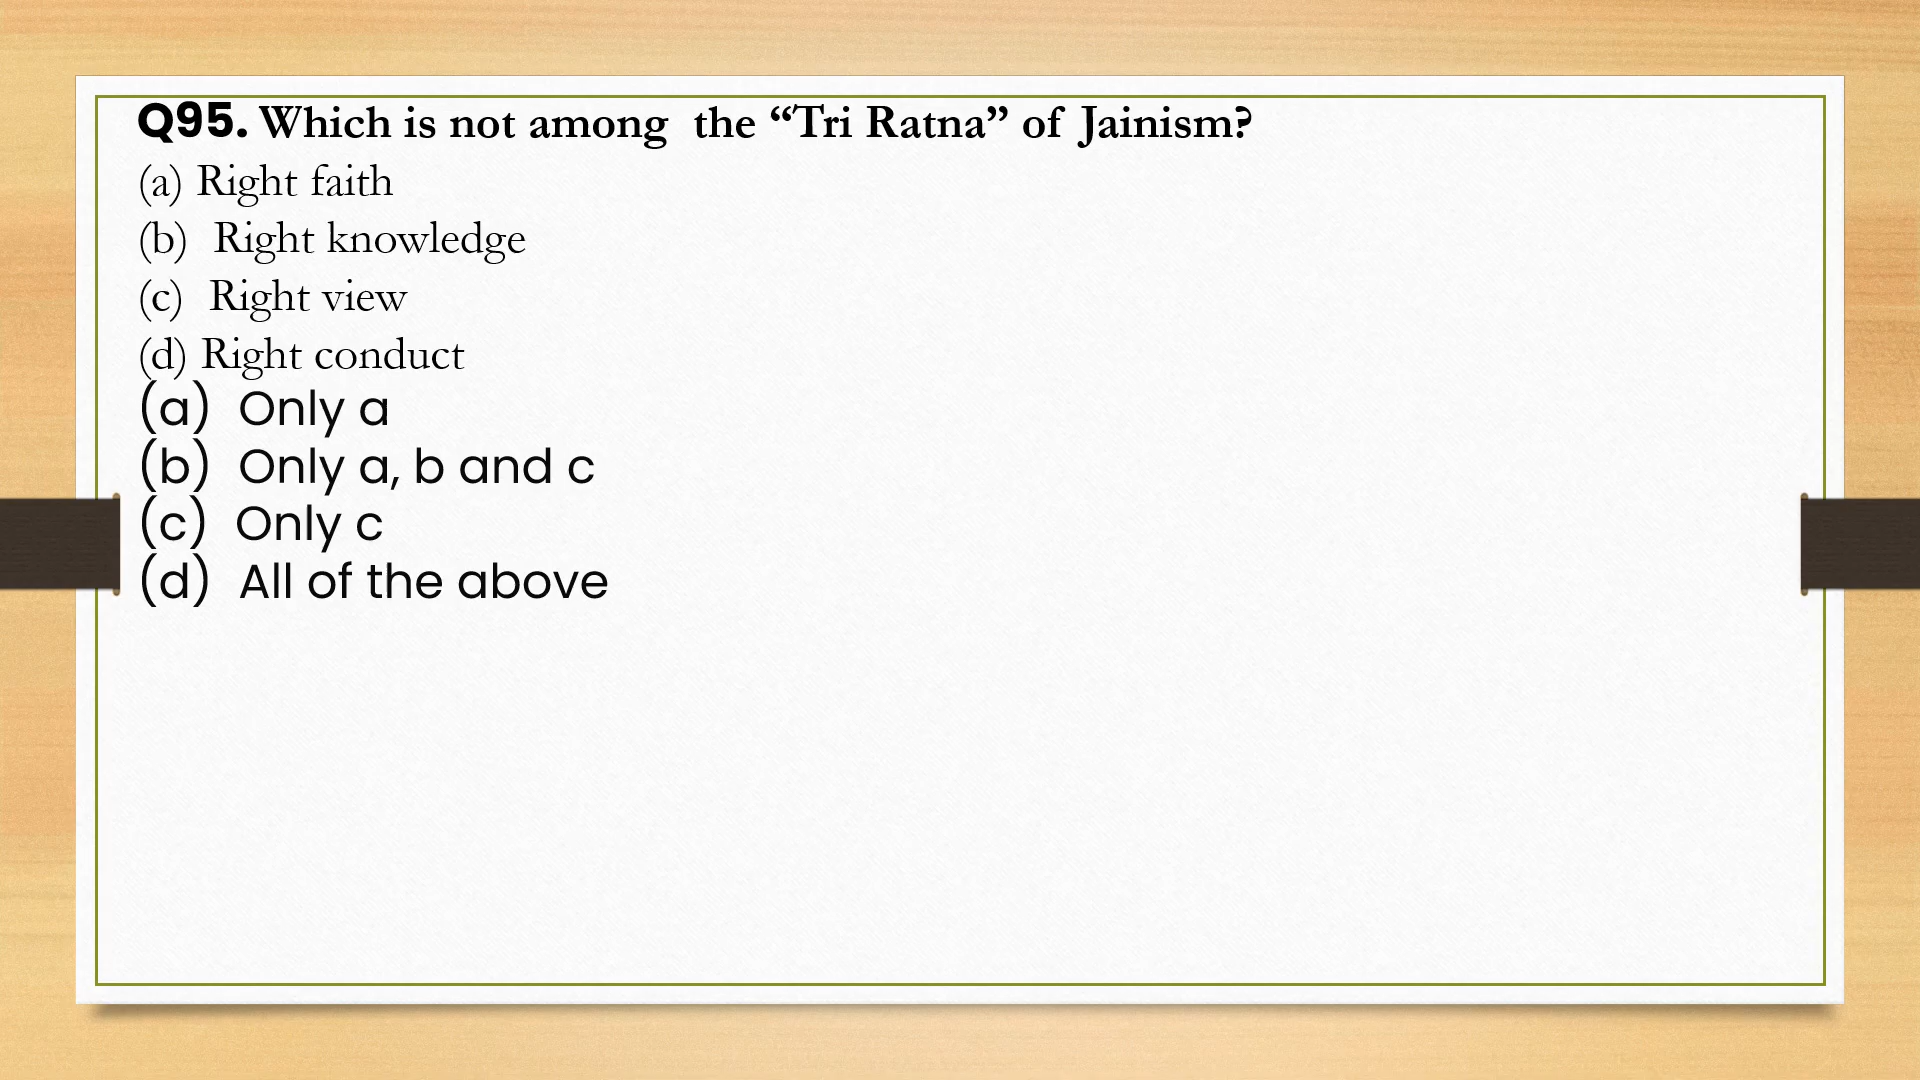 Q95. Which is not among  the “Tri Ratna” of Jainism?
(a) Right faith
(b)  Right knowledge
(c)  Right view
(d) Right conduct
(a)  Only a
(b)  Only a, b and c
(c)  Only c
(d)  All of the above